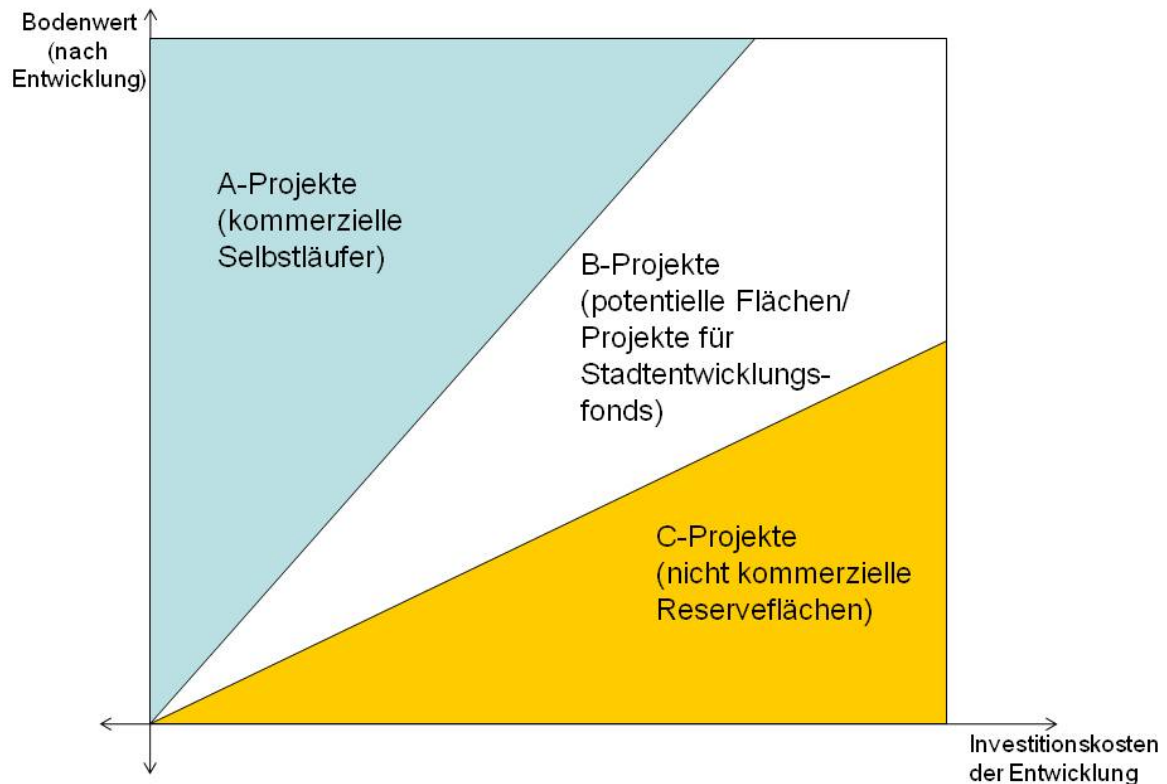 Bodenwert
(nach
Entwicklung)
A-Projekte
(kommerzielle
Selbstläufer)
B-Projekte
(potentielle Flächen/
Projekte für
Stadtentwicklungs-
fonds)
C-Projekte
(nicht kommerzielle
Reserveflächen)
Investitionskosten
der Entwicklung